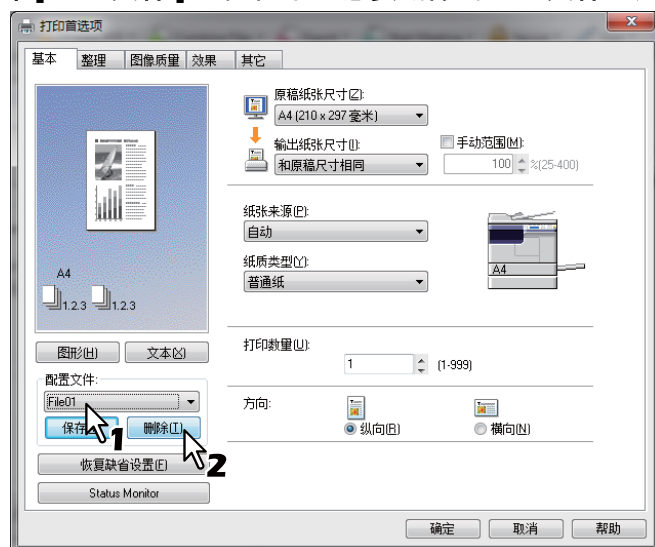 打印首选项
基本 整理 图像质量 效果 其它
原稿纸张尺寸(Z):
A4 (210 x 297 毫米)
输出纸张尺寸(I):
和原稿尺寸相同
手动范围(M):
100 %(25-400)
纸张来源(P):
自动
纸质类型(Y):
普通纸
A4
A4
1.2.3 1.2.3
图形(H) 文本(X)
打印数量(U):
1 (1-999)
配置文件:
File01
保存 删除(T)
1
2
方向:
纵向(R) 横向(N)
恢复缺省设置(F)
Status Monitor
确定 取消 帮助